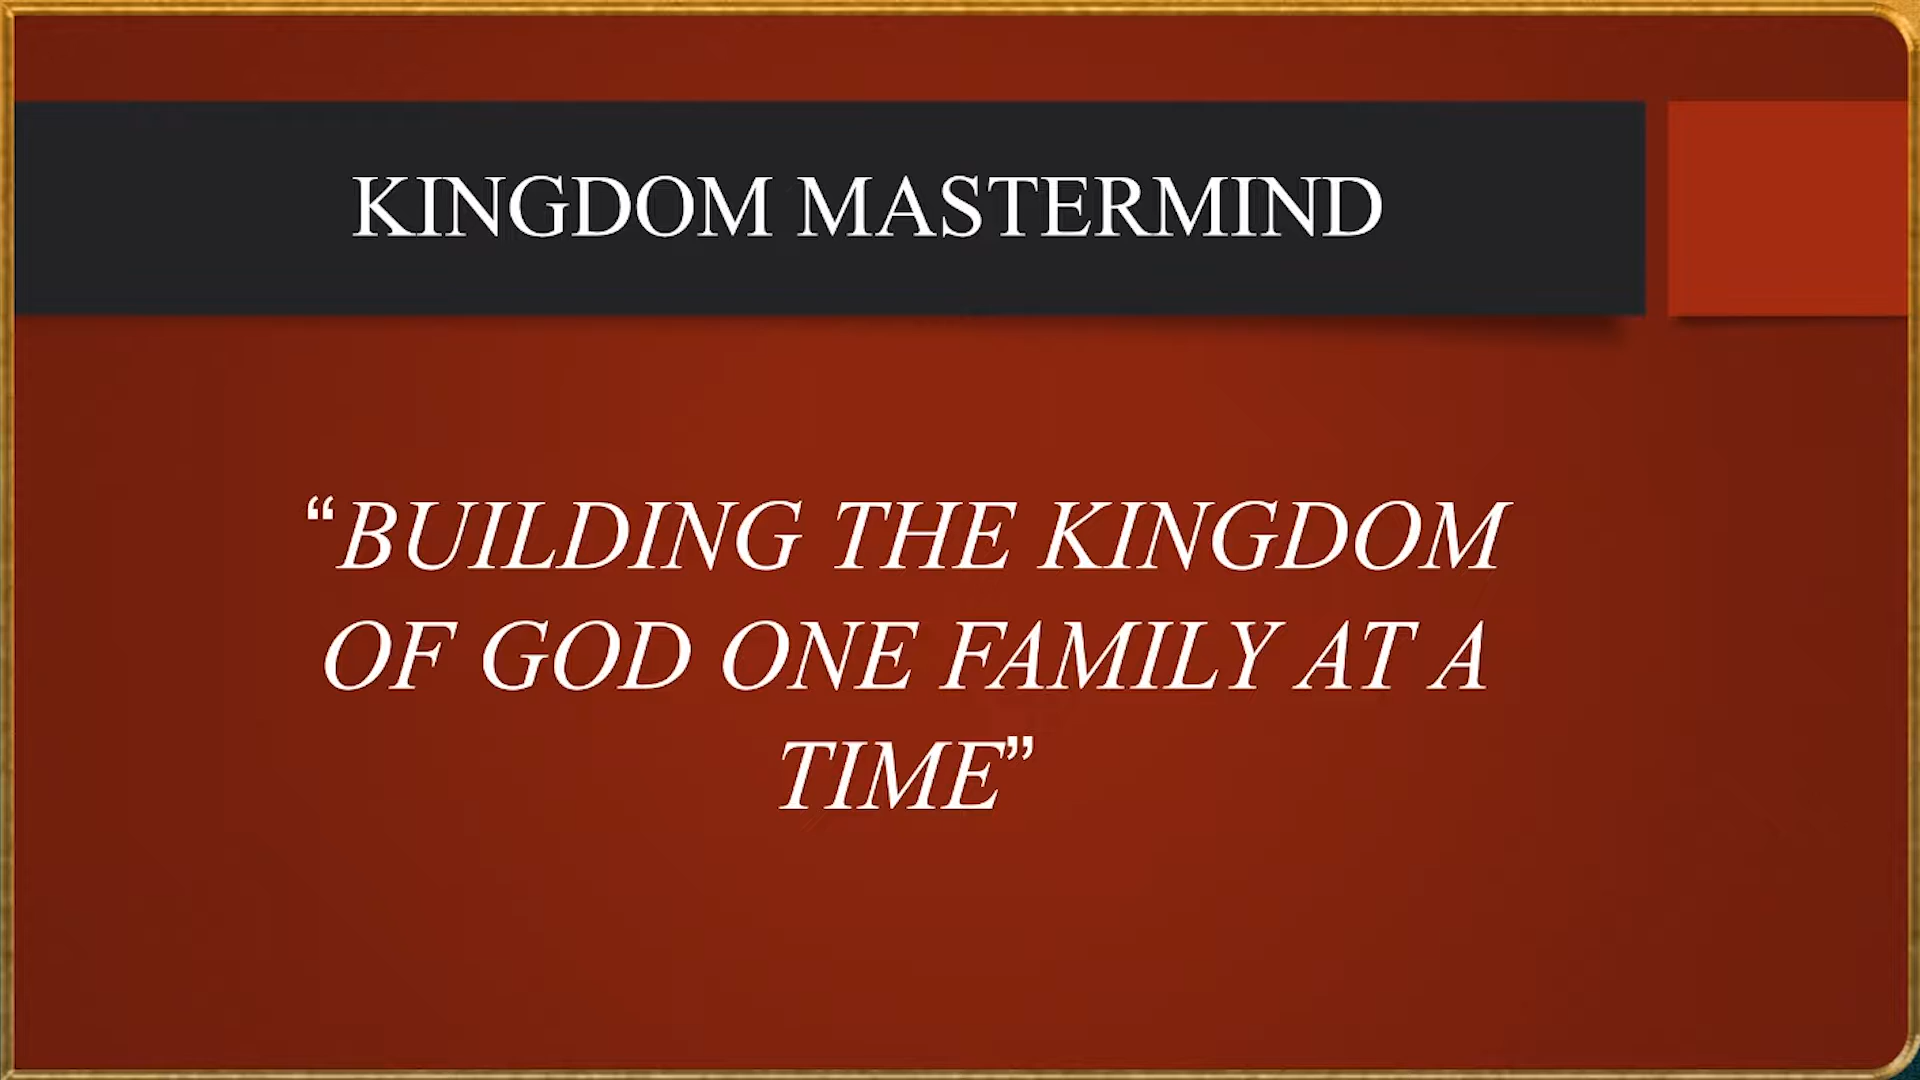 KINGDOM MASTERMIND
“BUILDING THE KINGDOM
OF GOD ONE FAMILY AT A
TIME”